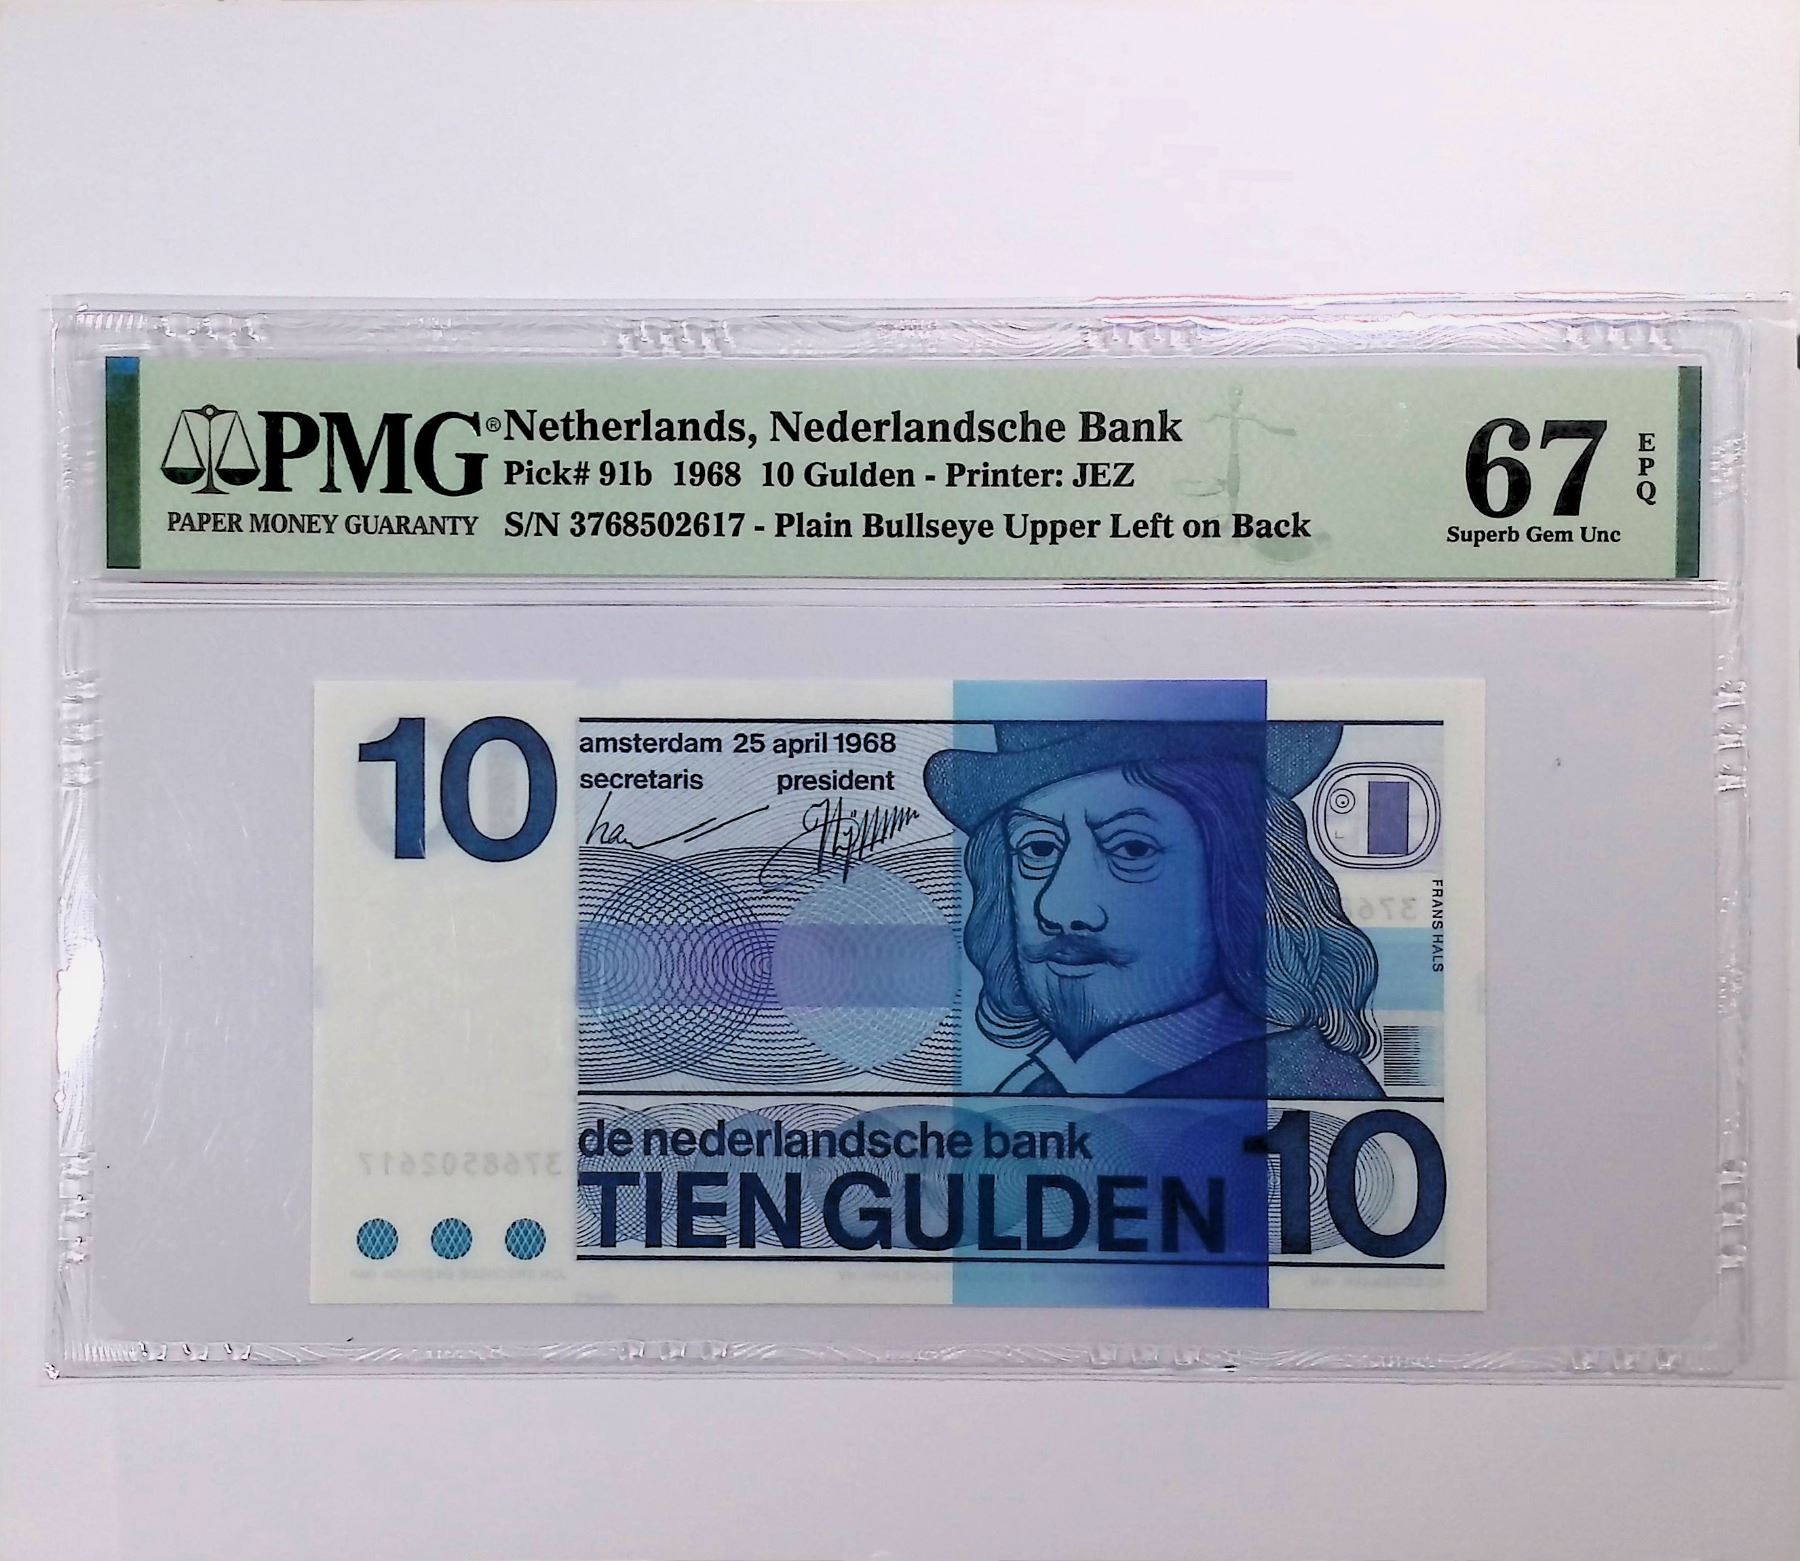 PMG® Netherlands, Nederlandsche Bank
Pick# 91b 1968 10 Gulden - Printer: JEZ
PAPER MONEY GUARANTY S/N 3768502617 - Plain Bullseye Upper Left on Back
67 EPQ
Superb Gem Unc
10
amsterdam 25 april 1968
secretaris president
FRANS HALS
3768502617
de nederlandsche bank
TIEN GULDEN 10